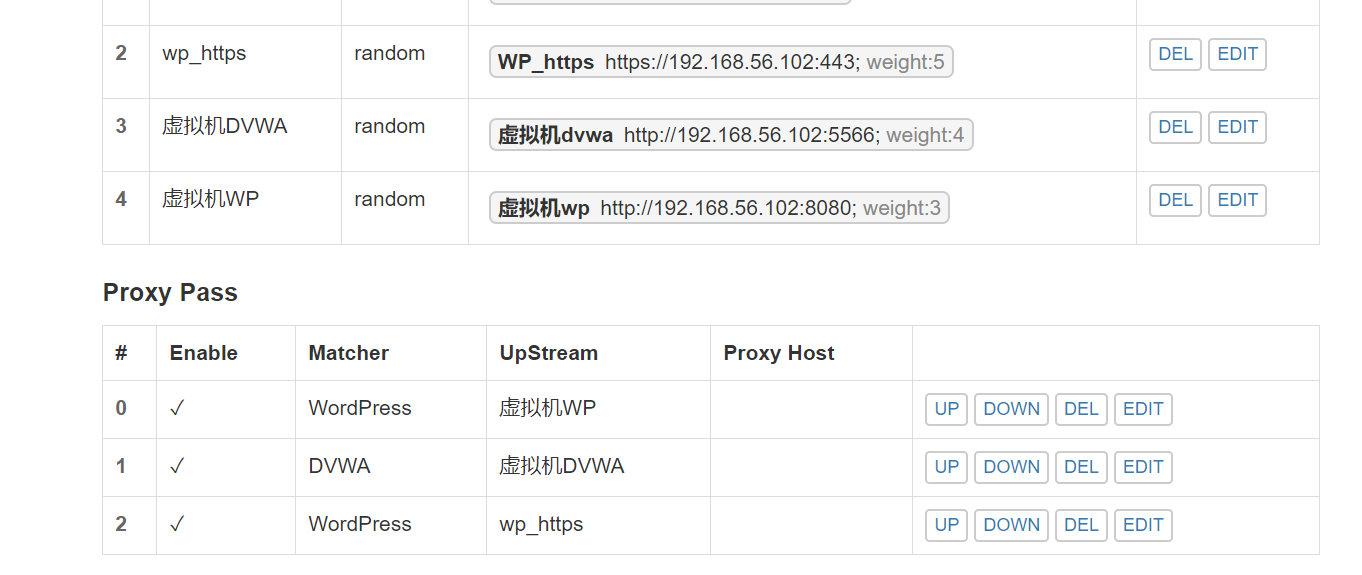 2 wp_https random WP_https https://192.168.56.102:443; weight:5 DEL EDIT
3 虚拟机DVWA random 虚拟机dvwa http://192.168.56.102:5566; weight:4 DEL EDIT
4 虚拟机WP random 虚拟机wp http://192.168.56.102:8080; weight:3 DEL EDIT
Proxy Pass
# Enable Matcher UpStream Proxy Host
0 ✓ WordPress 虚拟机WP UP DOWN DEL EDIT
1 ✓ DVWA 虚拟机DVWA UP DOWN DEL EDIT
2 ✓ WordPress wp_https UP DOWN DEL EDIT